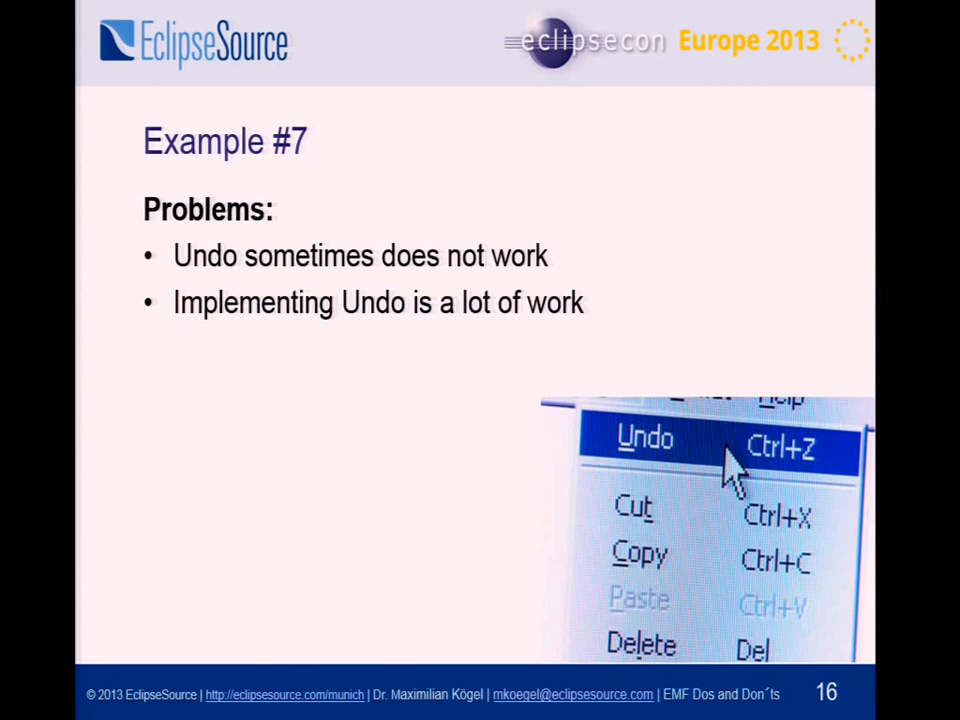 EclipseSource
eclipsecon Europe 2013
Example #7
Problems:
• Undo sometimes does not work
• Implementing Undo is a lot of work
Help
Undo Ctrl+Z
Cut Ctrl+X
Copy Ctrl+C
Paste Ctrl+V
Delete Del
© 2013 EclipseSource | http://eclipsesource.com/munich | Dr. Maximilian Kögel | mkoegel@eclipsesource.com | EMF Dos and Don´ts 16